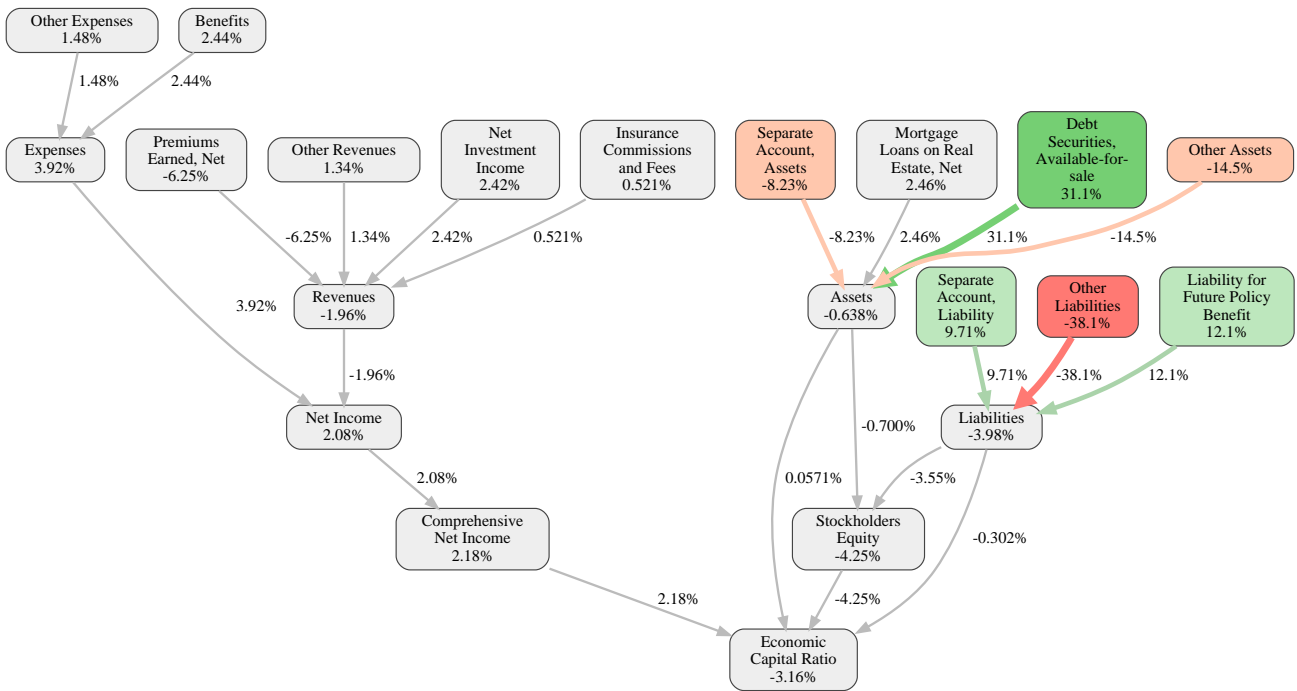 Other Expenses
1.48%
Benefits
2.44%
1.48%
2.44%
Expenses
3.92%
Premiums
Earned, Net
-6.25%
Other Revenues
1.34%
Net
Investment
Income
2.42%
Insurance
Commissions
and Fees
0.521%
Separate
Account,
Assets
-8.23%
Mortgage
Loans on Real
Estate, Net
2.46%
Debt
Securities,
Available-for-
sale
31.1%
Other Assets
-14.5%
-6.25%
1.34%
2.42%
0.521%
-8.23%
2.46%
31.1%
-14.5%
3.92%
Revenues
-1.96%
Assets
-0.638%
Separate
Account,
Liability
9.71%
Other
Liabilities
-38.1%
Liability for
Future Policy
Benefit
12.1%
-1.96%
9.71%
-38.1%
12.1%
Net Income
2.08%
-0.700%
Liabilities
-3.98%
2.08%
0.0571%
-3.55%
Comprehensive
Net Income
2.18%
Stockholders
Equity
-4.25%
-0.302%
2.18%
-4.25%
Economic
Capital Ratio
-3.16%